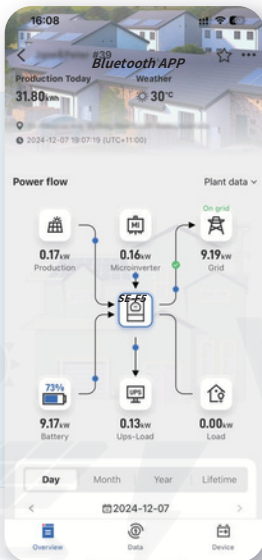 16:08
#39
Bluetooth APP
Production Today
Weather
31.80kWh
30°C
2024-12-07 19:07:19 (UTC+11:00)
Power flow
Plant data
On grid
MI
0.17kW
Production
0.16kW
Microinverter
9.19kW
Grid
SE-F5
73%
UPS
9.17kW
Battery
0.13kW
Ups-Load
0.00kW
Load
Day
Month
Year
Lifetime
2024-12-07
Overview
Data
Device